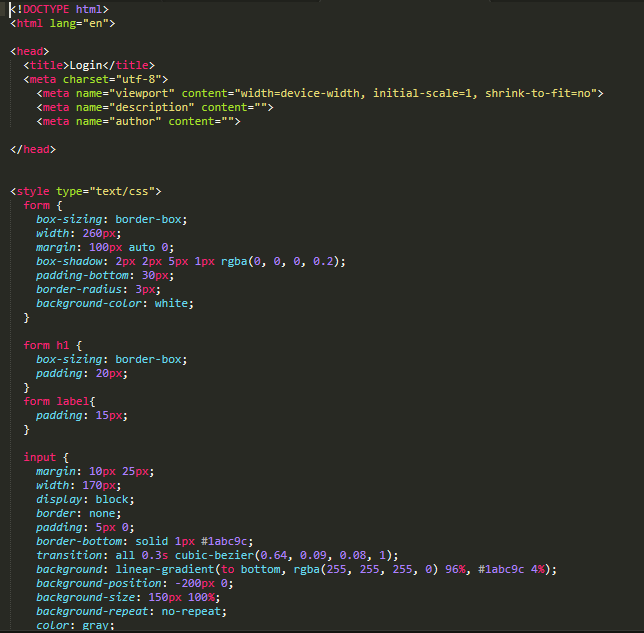 <!DOCTYPE html>
<html lang="en">
<head>
<title>Login</title>
<meta charset="utf-8">
<meta name="viewport" content="width=device-width, initial-scale=1, shrink-to-fit=no">
<meta name="description" content="">
<meta name="author" content="">
</head>
<style type="text/css">
form {
box-sizing: border-box;
width: 260px;
margin: 100px auto 0;
box-shadow: 2px 2px 5px 1px rgba(0, 0, 0, 0.2);
padding-bottom: 30px;
border-radius: 3px;
background-color: white;
}
form h1 {
box-sizing: border-box;
padding: 20px;
}
form label{
padding: 15px;
}
input {
margin: 10px 25px;
width: 170px;
display: block;
border: none;
padding: 5px 0;
border-bottom: solid 1px #1abc9c;
transition: all 0.3s cubic-bezier(0.64, 0.09, 0.08, 1);
background: linear-gradient(to bottom, rgba(255, 255, 255, 0) 96%, #1abc9c 4%);
background-position: -200px 0;
background-size: 150px 100%;
background-repeat: no-repeat;
color: gray;